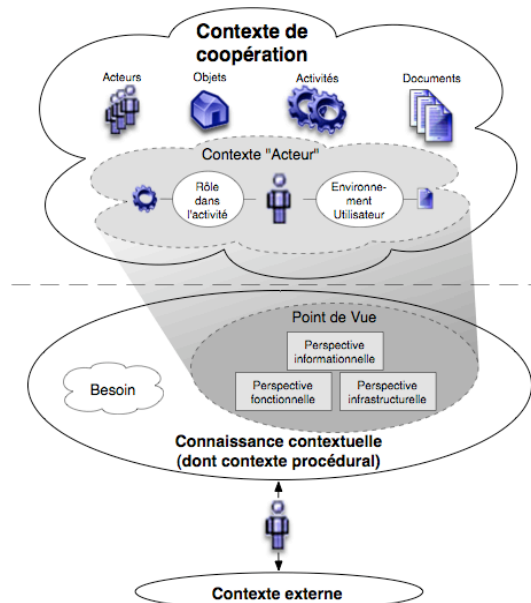 Contexte de
coopération
Acteurs
Objets
Activités
Documents
Contexte "Acteur"
Rôle
dans
l'activité
Environne-
ment
Utilisateur
Point de Vue
Perspective
informationnelle
Perspective
fonctionnelle
Perspective
infrastructurelle
Besoin
Connaissance contextuelle
(dont contexte procédural)
Contexte externe